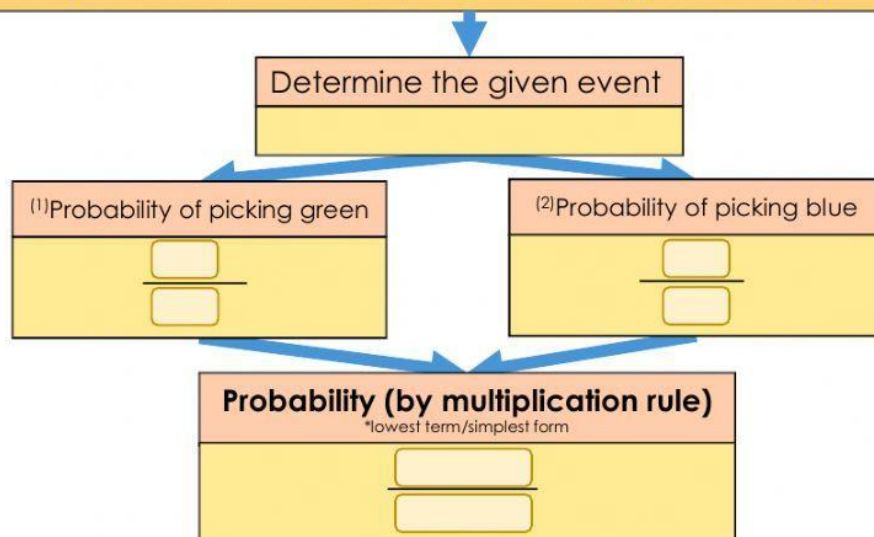 Determine the given event
(1)Probability of picking green
(2)Probability of picking blue
Probability (by multiplication rule)
*lowest term/simplest form